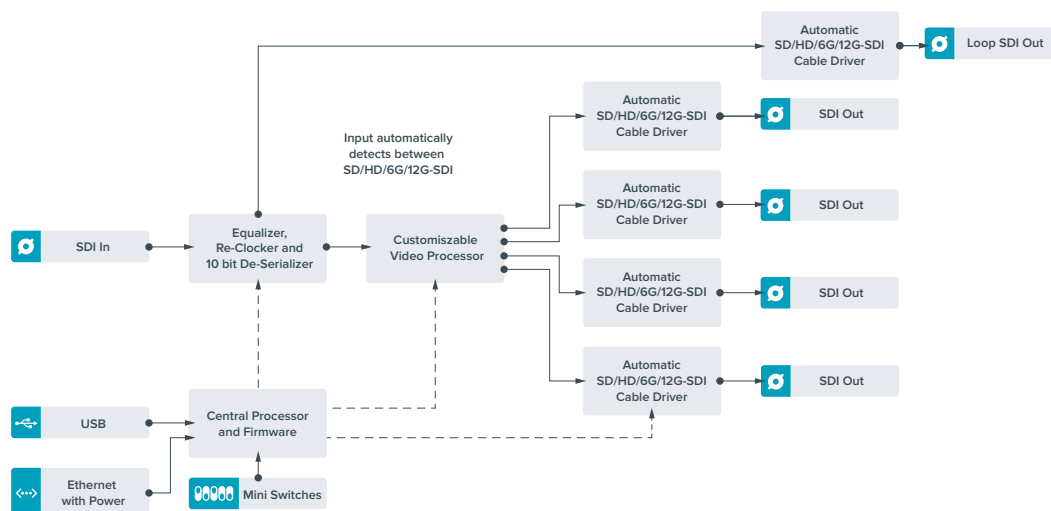 Automatic
SD/HD/6G/12G-SDI
Cable Driver
Loop SDI Out
Automatic
SD/HD/6G/12G-SDI
Cable Driver
SDI Out
Input automatically
detects between
SD/HD/6G/12G-SDI
Automatic
SD/HD/6G/12G-SDI
Cable Driver
SDI Out
SDI In
Equalizer,
Re-Clocker and
10 bit De-Serializer
Customiszable
Video Processor
Automatic
SD/HD/6G/12G-SDI
Cable Driver
SDI Out
Automatic
SD/HD/6G/12G-SDI
Cable Driver
SDI Out
USB
Central Processor
and Firmware
Ethernet
with Power
Mini Switches